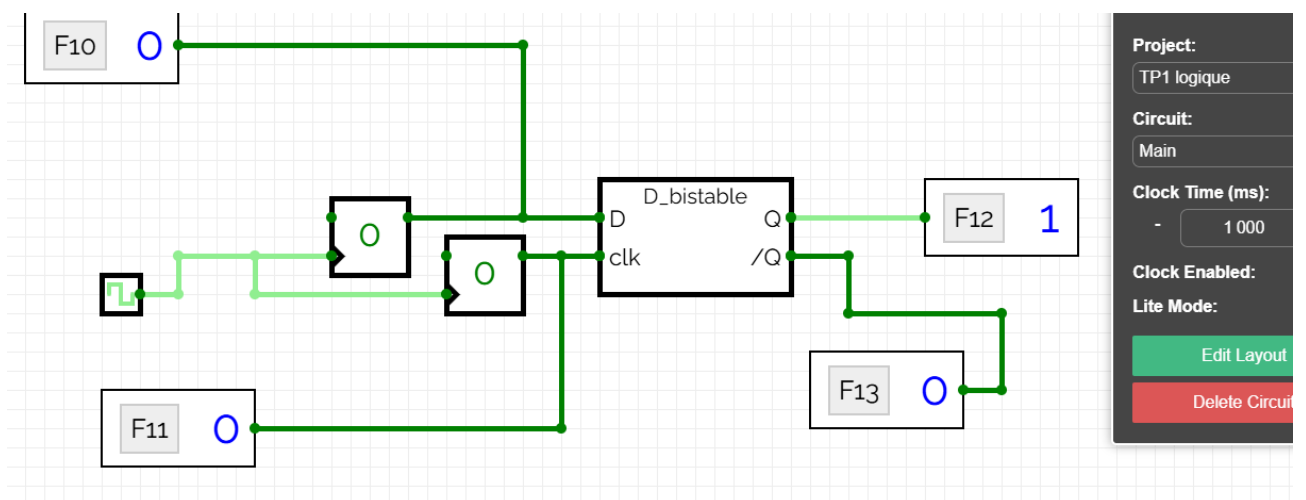 F10 0
0
0
F11 0
D_bistable
D Q
clk /Q
F12 1
F13 0
Project:
TP1 logique
Circuit:
Main
Clock Time (ms):
- 1 000
Clock Enabled:
Lite Mode:
Edit Layout
Delete Circuit